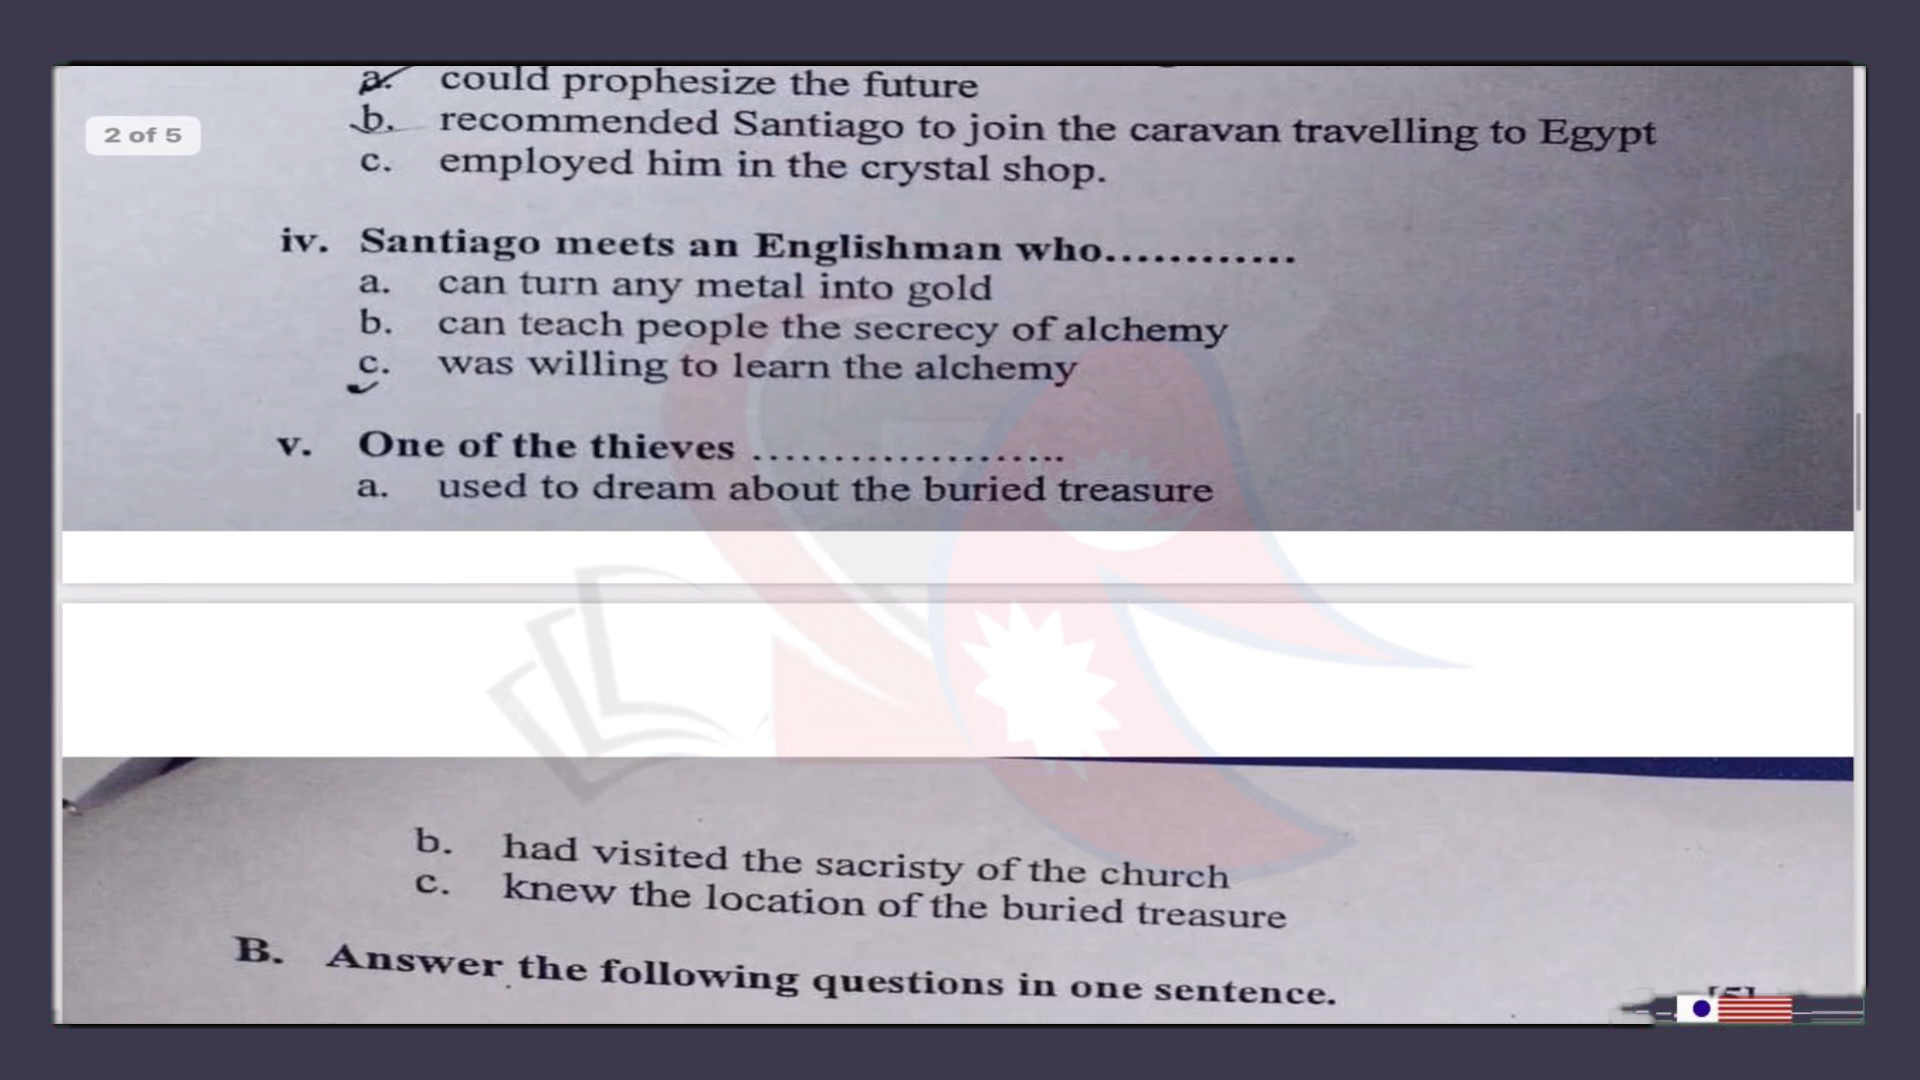 a. could prophesize the future
2 of 5
b. recommended Santiago to join the caravan travelling to Egypt
c. employed him in the crystal shop.
iv. Santiago meets an Englishman who............
a. can turn any metal into gold
b. can teach people the secrecy of alchemy
c. was willing to learn the alchemy
v. One of the thieves ....................
a. used to dream about the buried treasure
b. had visited the sacristy of the church
c. knew the location of the buried treasure
B. Answer the following questions in one sentence.